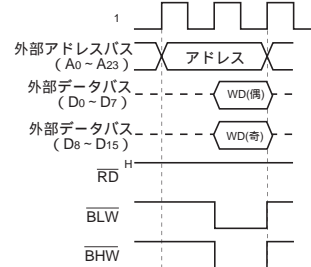 1
外部アドレスバス
(A0 ~ A23)
アドレス
外部データバス
(D0 ~ D7)
WD(偶)
外部データバス
(D8 ~ D15)
WD(奇)
H
RD
BLW
BHW